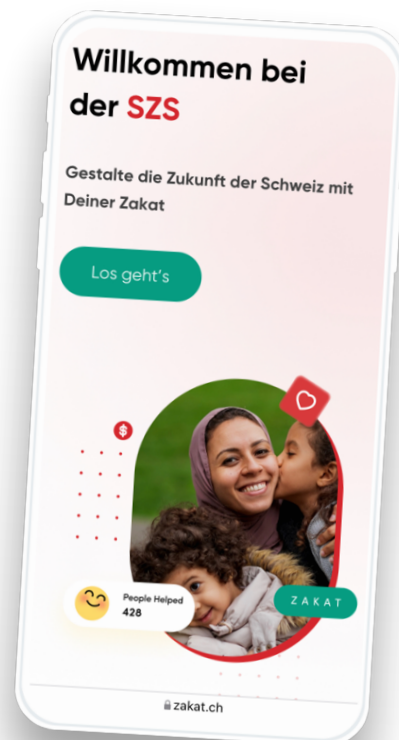 Willkommen bei
der SZS
Gestalte die Zukunft der Schweiz mit
Deiner Zakat
Los geht's
$
People Helped
428
ZAKAT
zakat.ch